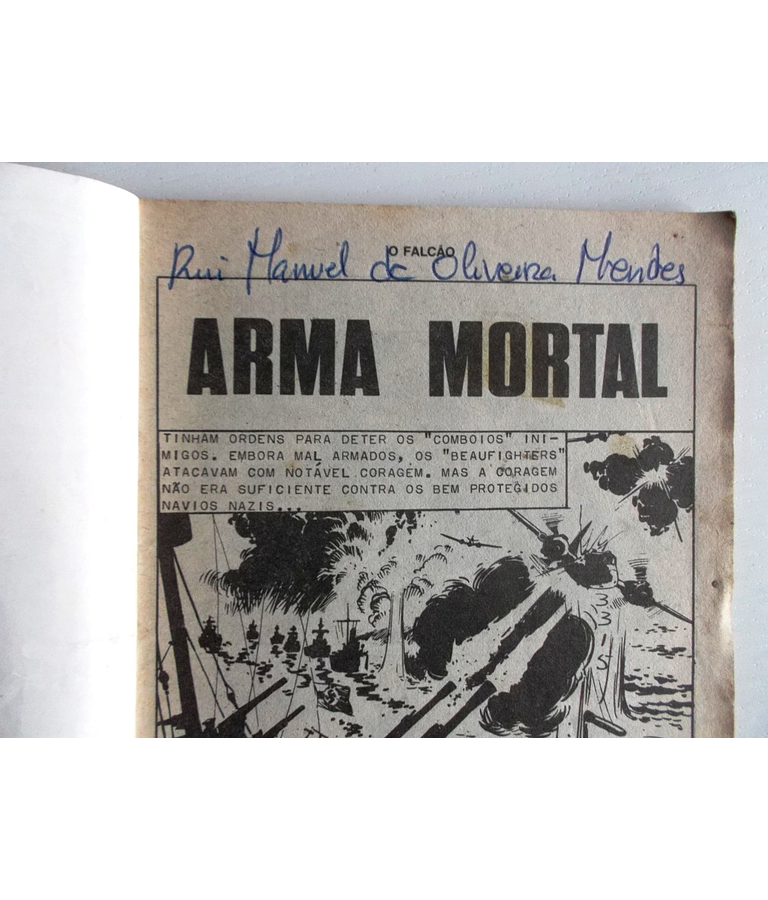 O FALCÃO
Rui Manuel de Oliveira Mendes
ARMA MORTAL
TINHAM ORDENS PARA DETER OS "COMBOIOS" INI-
MIGOS. EMBORA MAL ARMADOS, OS "BEAUFIGHTERS"
ATACAVAM COM NOTÁVEL CORAGEM. MAS A CORAGEM
NÃO ERA SUFICIENTE CONTRA OS BEM PROTEGIDOS
NAVIOS NAZIS...